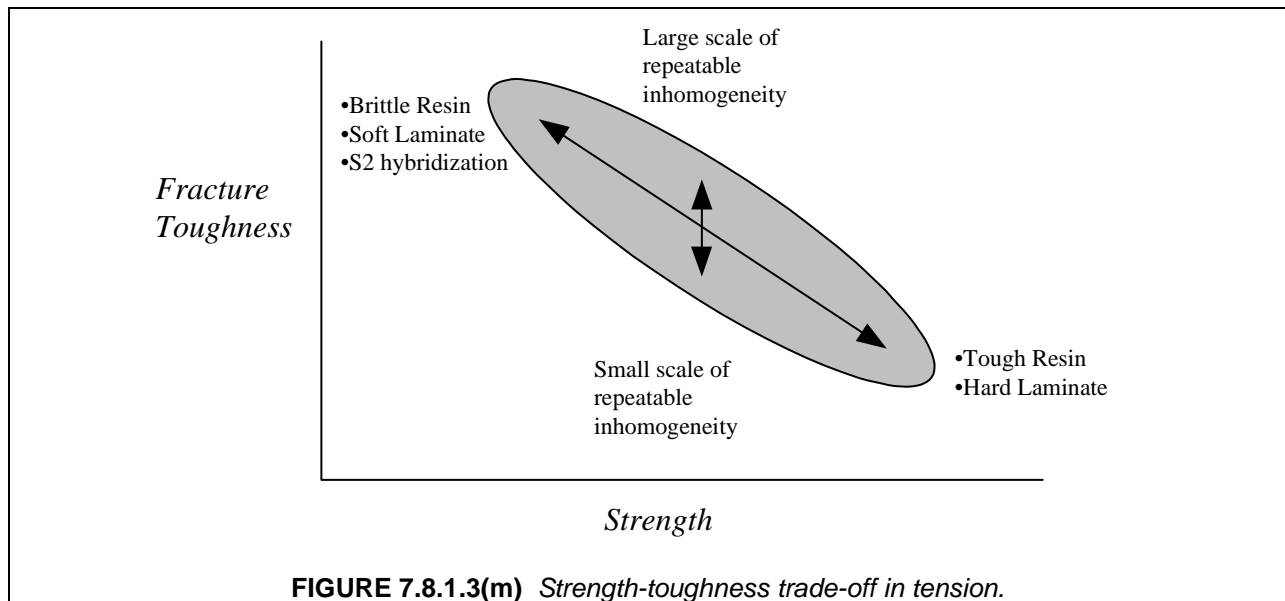 Large scale of
repeatable
inhomogeneity
•Brittle Resin
•Soft Laminate
•S2 hybridization
Fracture
Toughness
Small scale of
repeatable
inhomogeneity
•Tough Resin
•Hard Laminate
Strength
FIGURE 7.8.1.3(m) Strength-toughness trade-off in tension.